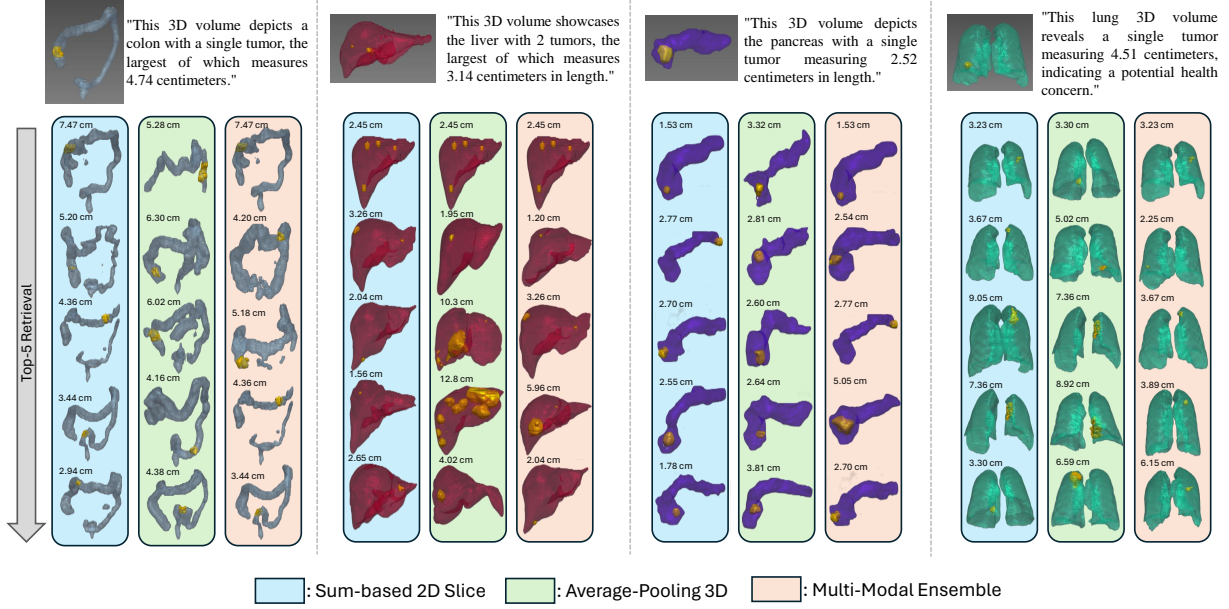 "This 3D volume depicts a
colon with a single tumor, the
largest of which measures
4.74 centimeters."
"This 3D volume showcases
the liver with 2 tumors, the
largest of which measures
3.14 centimeters in length."
"This 3D volume depicts
the pancreas with a single
tumor measuring 2.52
centimeters in length."
"This lung 3D volume
reveals a single tumor
measuring 4.51 centimeters,
indicating a potential health
concern."
Top-5 Retrieval
7.47 cm
5.20 cm
4.36 cm
3.44 cm
2.94 cm
5.28 cm
6.30 cm
6.02 cm
4.16 cm
4.38 cm
7.47 cm
4.20 cm
5.18 cm
4.36 cm
3.44 cm
2.45 cm
3.26 cm
2.04 cm
1.56 cm
2.65 cm
2.45 cm
1.95 cm
10.3 cm
12.8 cm
4.02 cm
2.45 cm
1.20 cm
3.26 cm
5.96 cm
2.04 cm
1.53 cm
2.77 cm
2.70 cm
2.55 cm
1.78 cm
3.32 cm
2.81 cm
2.60 cm
2.64 cm
3.81 cm
1.53 cm
2.54 cm
2.77 cm
5.05 cm
2.70 cm
3.23 cm
3.67 cm
9.05 cm
7.36 cm
3.30 cm
3.30 cm
5.02 cm
7.36 cm
8.92 cm
6.59 cm
3.23 cm
2.25 cm
3.67 cm
3.89 cm
6.15 cm
: Sum-based 2D Slice
: Average-Pooling 3D
: Multi-Modal Ensemble